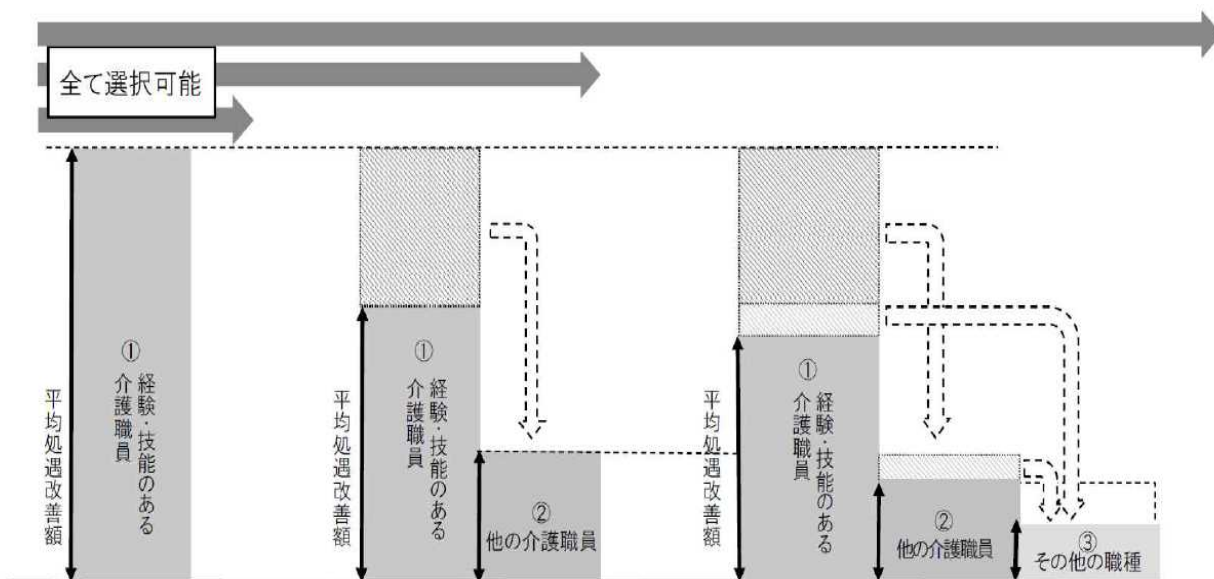 全て選択可能
平均処遇改善額
①
経験・技能のある
介護職員
平均処遇改善額
①
経験・技能のある
介護職員
②
他の介護職員
平均処遇改善額
①
経験・技能のある
介護職員
②
他の介護職員
③
その他の職種